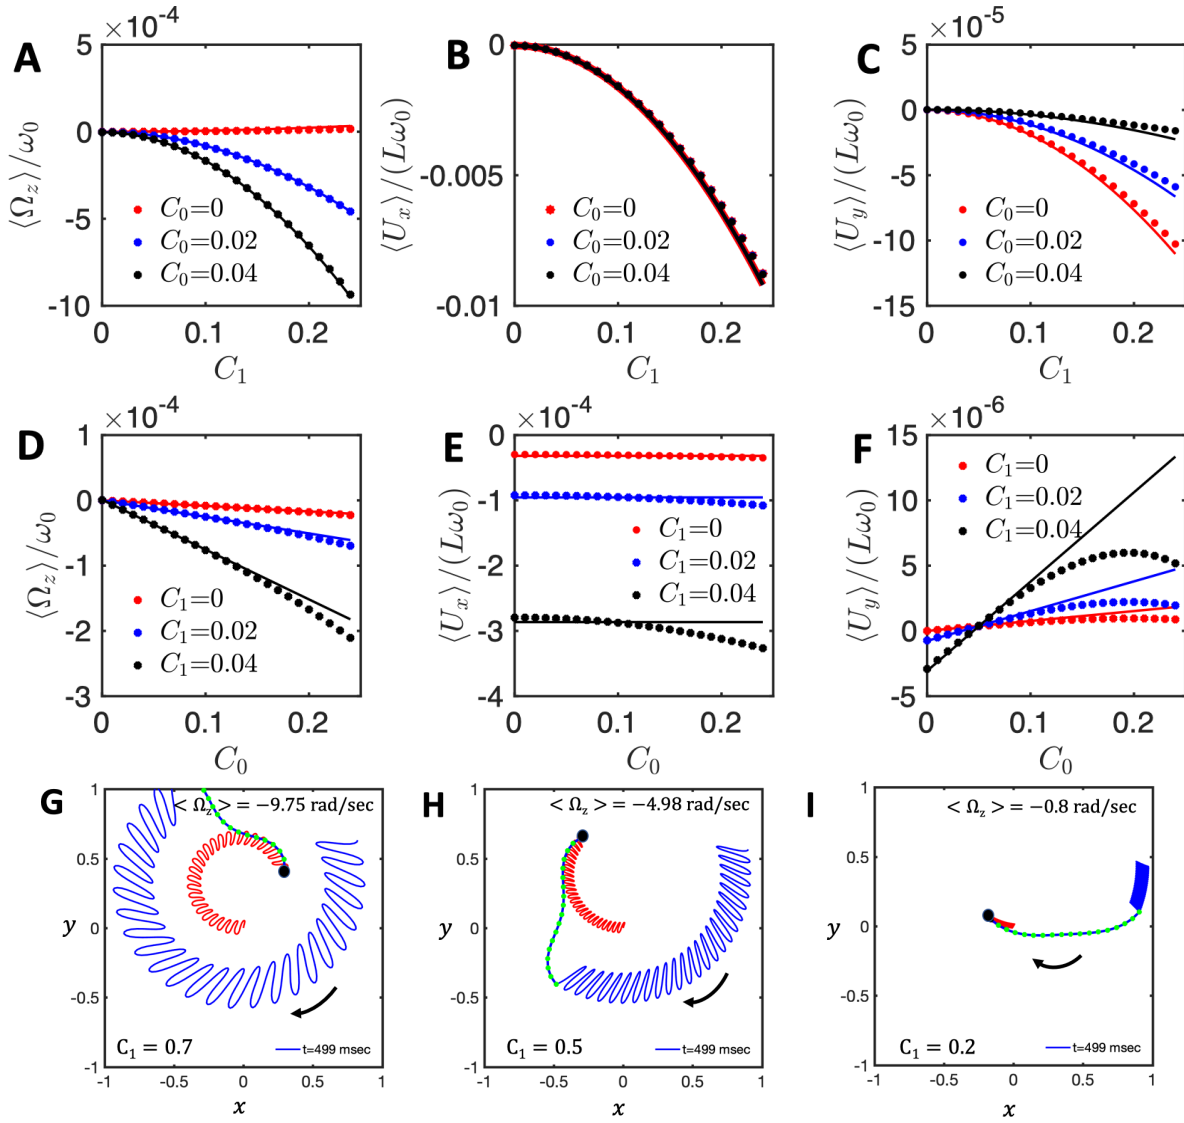 A
×10⁻⁴
5
0
-5
-10
⟨Ω_z⟩/ω₀
C₀=0
C₀=0.02
C₀=0.04
0
0.1
0.2
C₁
B
0
-0.005
-0.01
⟨U_x⟩/(Lω₀)
C₀=0
C₀=0.02
C₀=0.04
0
0.1
0.2
C₁
C
×10⁻⁵
5
0
-5
-10
-15
⟨U_y⟩/(Lω₀)
C₀=0
C₀=0.02
C₀=0.04
0
0.1
0.2
C₁
D
×10⁻⁴
1
0
-1
-2
-3
⟨Ω_z⟩/ω₀
C₁=0
C₁=0.02
C₁=0.04
0
0.1
0.2
C₀
E
×10⁻⁴
0
-1
-2
-3
-4
⟨U_x⟩/(Lω₀)
C₁=0
C₁=0.02
C₁=0.04
0
0.1
0.2
C₀
F
×10⁻⁶
15
10
5
0
-5
⟨U_y⟩/(Lω₀)
C₁=0
C₁=0.02
C₁=0.04
0
0.1
0.2
C₀
G
< Ω_z > = −9.75 rad/sec
1
0.5
y
0
-0.5
-1
C₁ = 0.7
t=499 msec
-1
-0.5
0
0.5
1
x
H
< Ω_z > = −4.98 rad/sec
1
0.5
y
0
-0.5
-1
C₁ = 0.5
t=499 msec
-1
-0.5
0
0.5
1
x
I
< Ω_z > = −0.8 rad/sec
1
0.5
y
0
-0.5
-1
C₁ = 0.2
t=499 msec
-1
-0.5
0
0.5
1
x